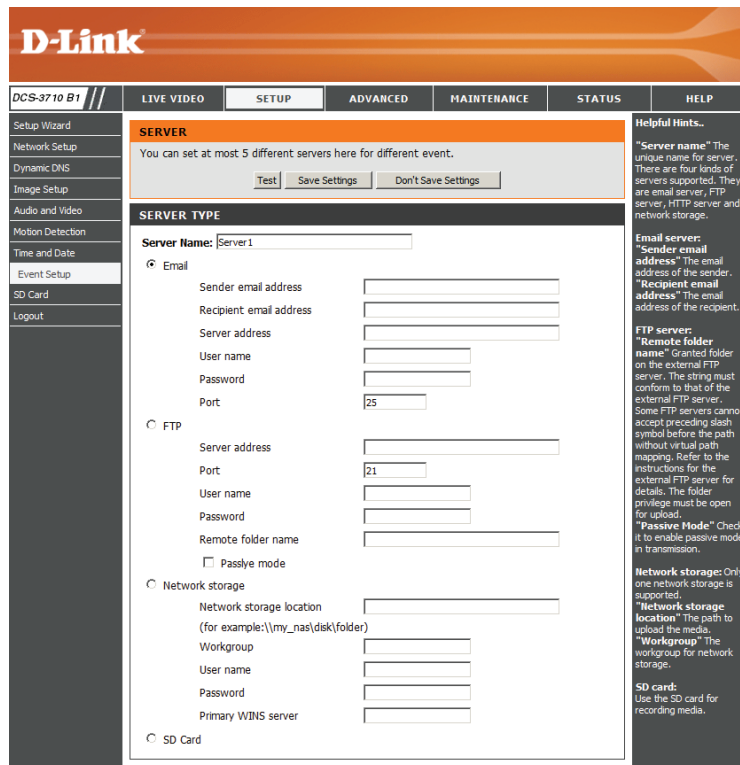 D-Link
DCS-3710 B1
LIVE VIDEO
SETUP
ADVANCED
MAINTENANCE
STATUS
HELP
Setup Wizard
Network Setup
Dynamic DNS
Image Setup
Audio and Video
Motion Detection
Time and Date
Event Setup
SD Card
Logout
SERVER
You can set at most 5 different servers here for different event.
Test
Save Settings
Don't Save Settings
SERVER TYPE
Server Name: Server1
Email
Sender email address
Recipient email address
Server address
User name
Password
Port 25
FTP
Server address
Port 21
User name
Password
Remote folder name
Passlye mode
Network storage
Network storage location
(for example:\\my_nas\disk\folder)
Workgroup
User name
Password
Primary WINS server
SD Card
Helpful Hints..
"Server name" The
unique name for server.
There are four kinds of
servers supported. They
are email server, FTP
server, HTTP server and
network storage.
Email server:
"Sender email
address" The email
address of the sender.
"Recipient email
address" The email
address of the recipient.
FTP server:
"Remote folder
name" Granted folder
on the external FTP
server. The string must
conform to that of the
external FTP server.
Some FTP servers canno
accept preceding slash
symbol before the path
without virtual path
mapping. Refer to the
instructions for the
external FTP server for
details. The folder
privilege must be open
for upload.
"Passive Mode" Check
it to enable passive mode
in transmission.
Network storage: Only
one network storage is
supported.
"Network storage
location" The path to
upload the media.
"Workgroup" The
workgroup for network
storage.
SD card:
Use the SD card for
recording media.